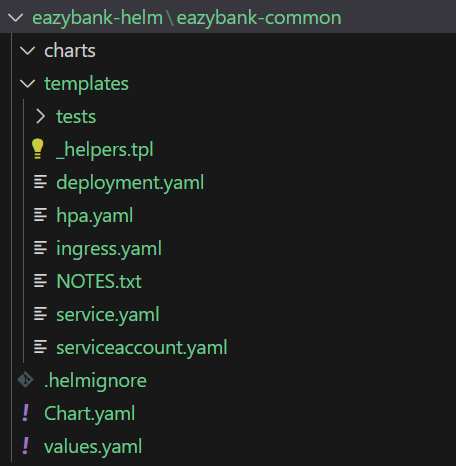 eazybank-helm\eazybank-common
charts
templates
tests
_helpers.tpl
deployment.yaml
hpa.yaml
ingress.yaml
NOTES.txt
service.yaml
serviceaccount.yaml
.helmignore
! Chart.yaml
! values.yaml